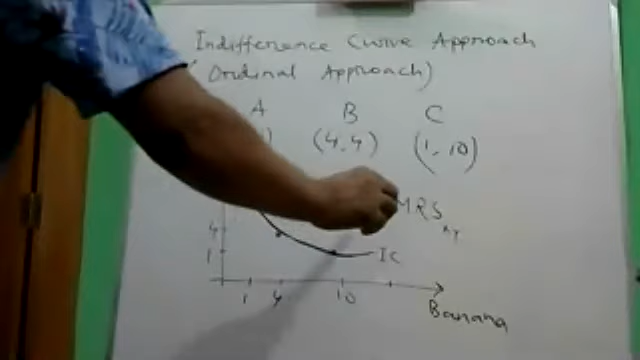 Indifference Curve Approach
(Ordinal Approach)
A B C
) (4,4) (1,10)
MRS xy
4
1 IC
1 4 10
Banana